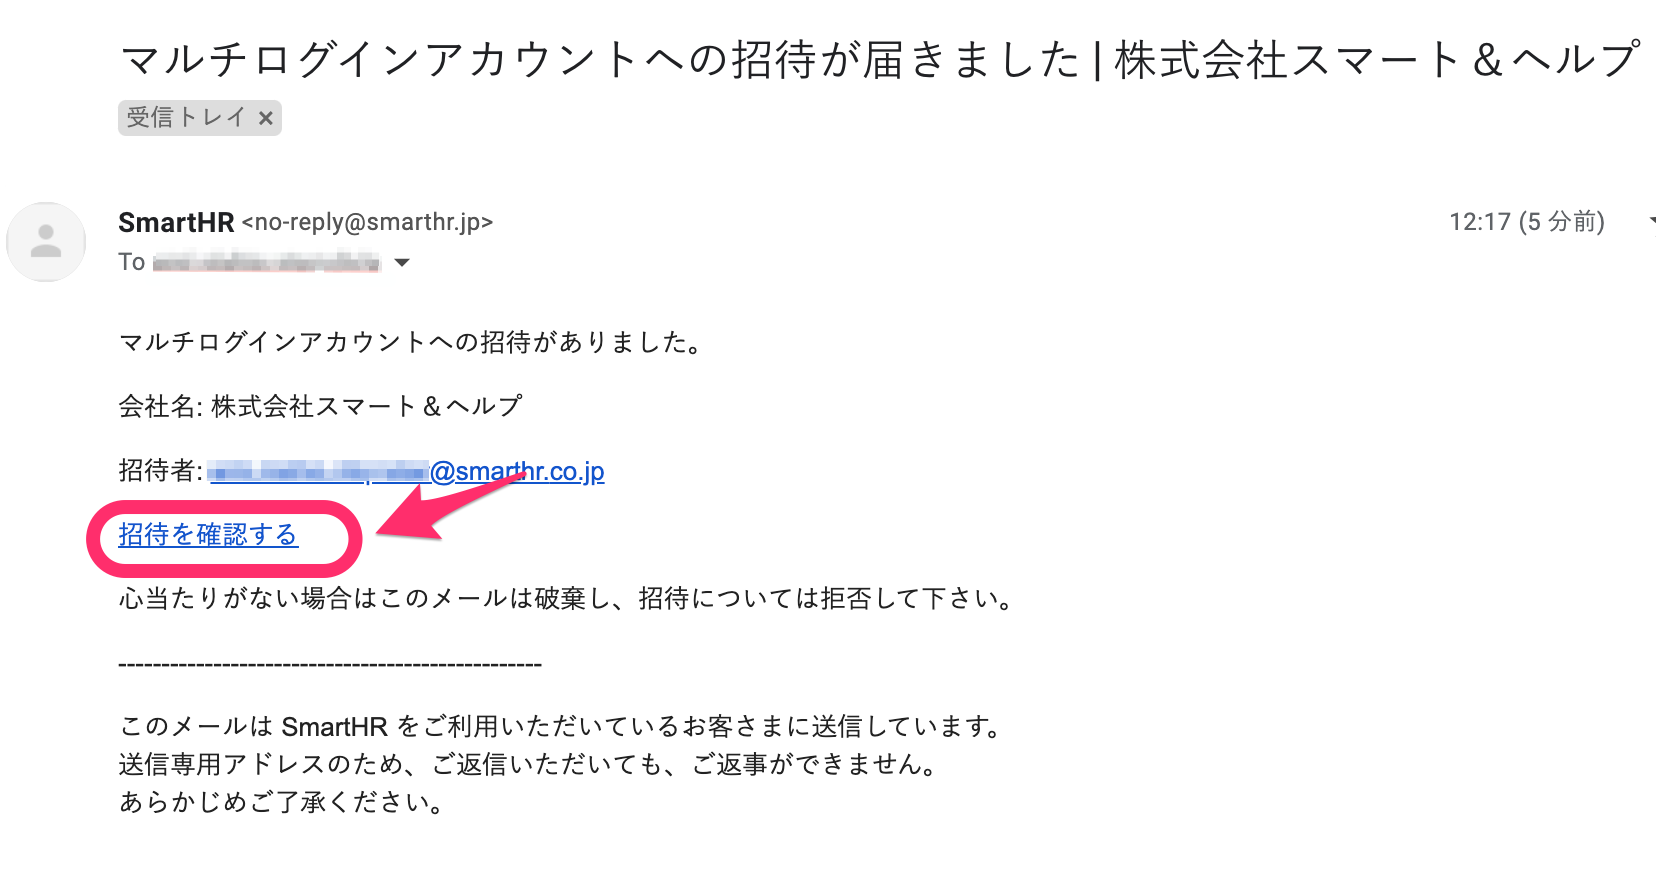 マルチログインアカウントへの招待が届きました | 株式会社スマート＆ヘルプ
受信トレイ ×
SmartHR <no-reply@smarthr.jp>
12:17 (5 分前)
To
マルチログインアカウントへの招待がありました。
会社名: 株式会社スマート＆ヘルプ
招待者: @smarthr.co.jp
招待を確認する
心当たりがない場合はこのメールは破棄し、招待については拒否して下さい。
-------------------------------------------------
このメールは SmartHR をご利用いただいているお客さまに送信しています。
送信専用アドレスのため、ご返信いただいても、ご返事ができません。
あらかじめご了承ください。